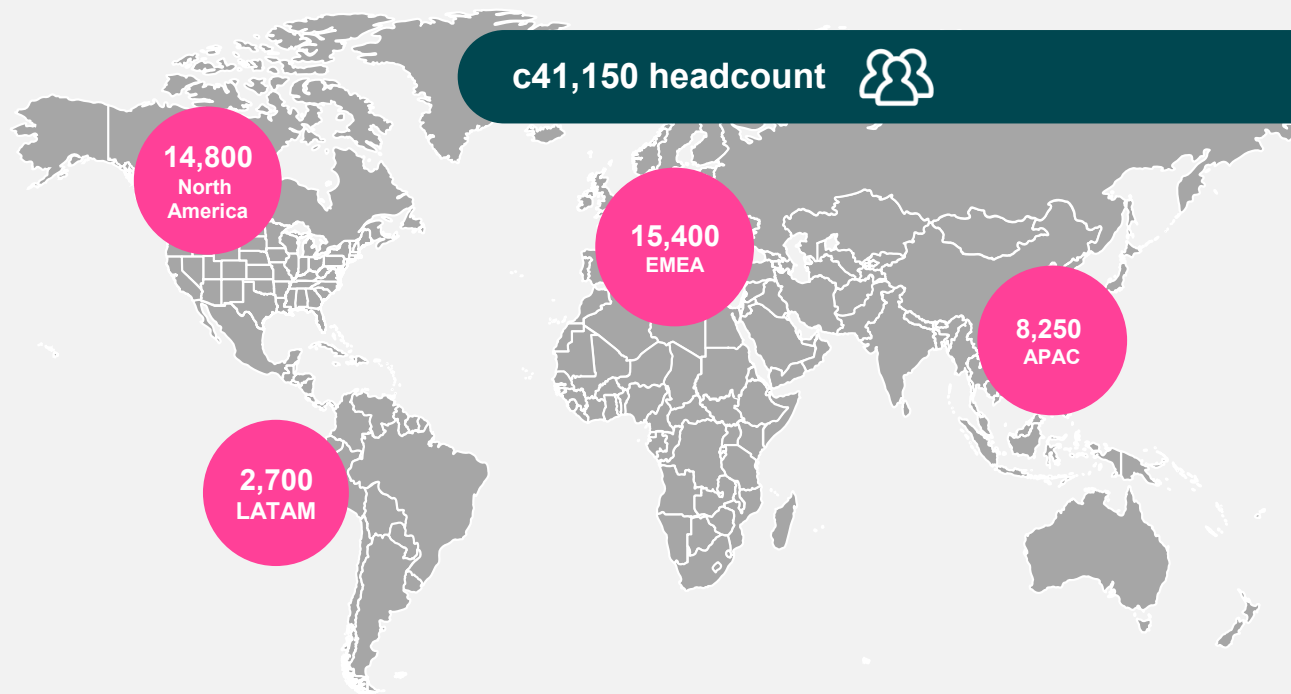 c41,150 headcount
14,800
North
America
15,400
EMEA
8,250
APAC
2,700
LATAM